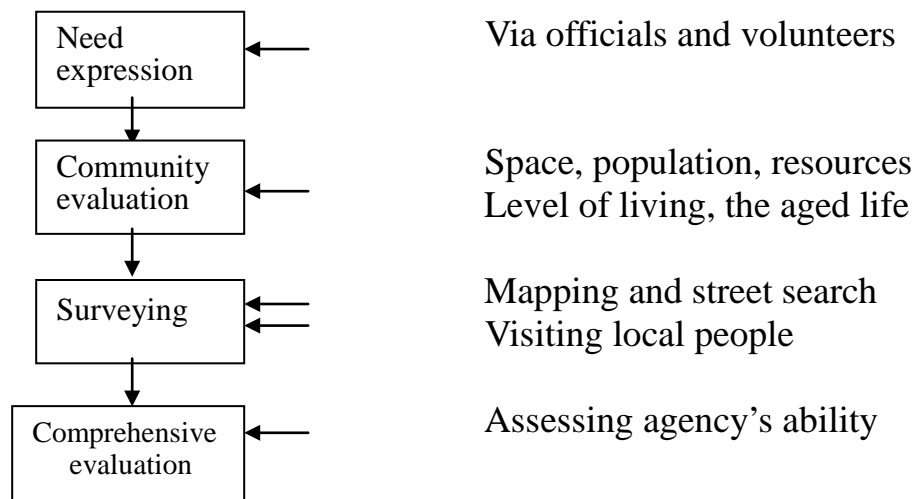 Need
expression
Via officials and volunteers
Community
evaluation
Space, population, resources
Level of living, the aged life
Surveying
Mapping and street search
Visiting local people
Comprehensive
evaluation
Assessing agency’s ability